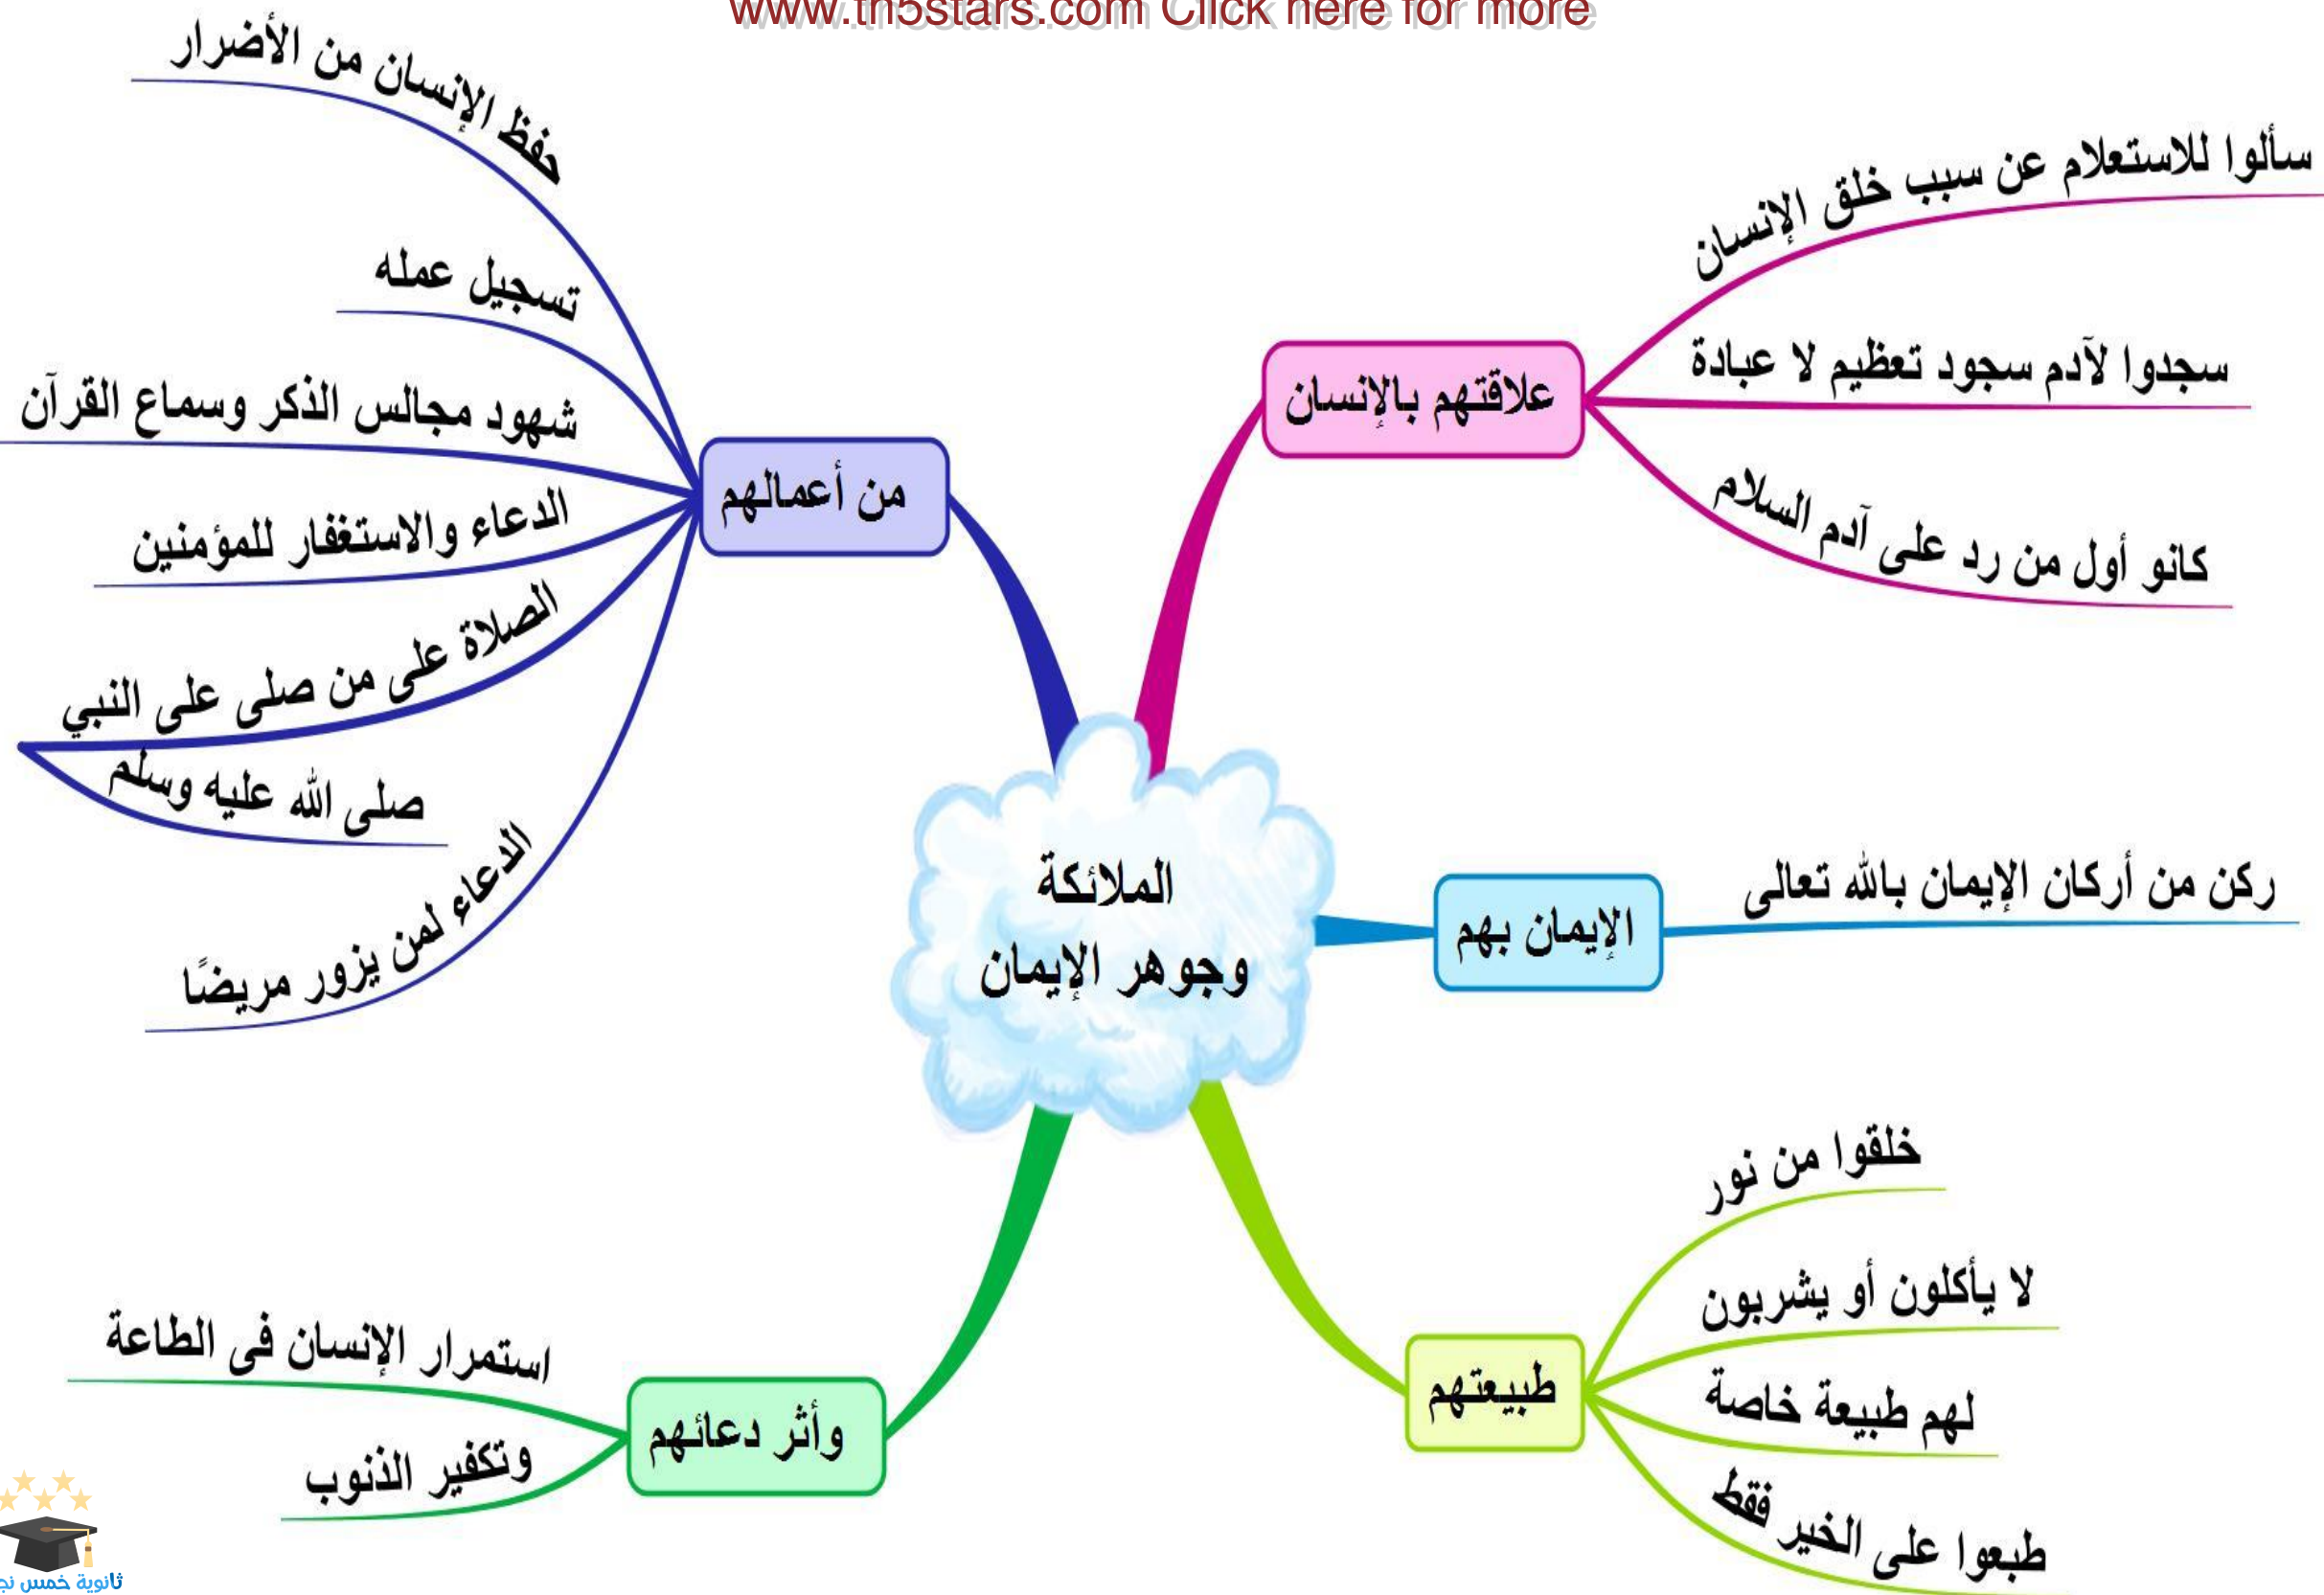 www.th5stars.com Click here for more
الملائكة
وجوهر الإيمان
علاقتهم بالإنسان
سألوا للاستعلام عن سبب خلق الإنسان
سجدوا لآدم سجود تعظيم لا عبادة
كانو أول من رد على آدم السلام
الإيمان بهم
ركن من أركان الإيمان بالله تعالى
طبيعتهم
خلقوا من نور
لا يأكلون أو يشربون
لهم طبيعة خاصة
طبعوا على الخير فقط
من أعمالهم
حفظ الإنسان من الأضرار
تسجيل عمله
شهود مجالس الذكر وسماع القرآن
الدعاء والاستغفار للمؤمنين
الصلاة على من صلى على النبي
صلى الله عليه وسلم
الدعاء لمن يزور مريضًا
وأثر دعائهم
استمرار الإنسان فى الطاعة
وتكفير الذنوب
ثانوية خمس